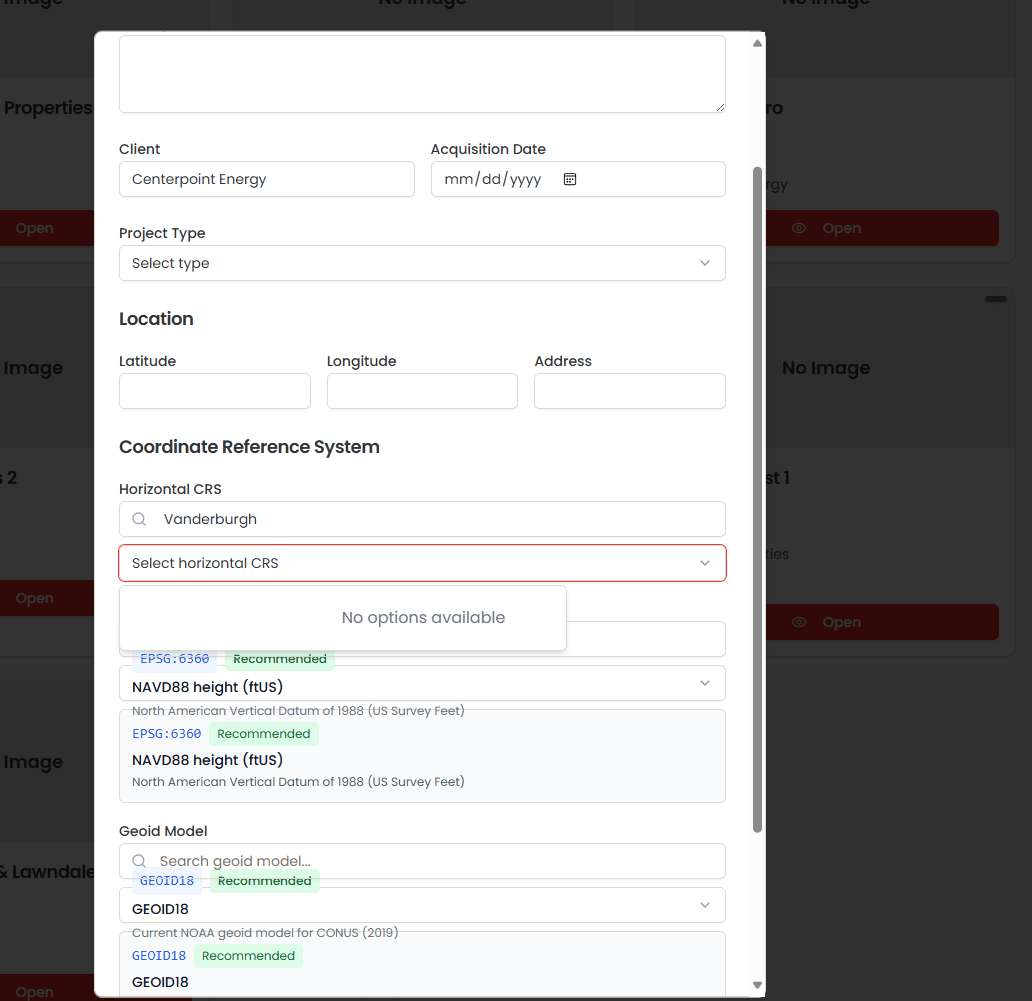 No Image
No Image
Properties
ro
rgy
Open
Open
Client
Acquisition Date
Centerpoint Energy
mm/dd/yyyy
Project Type
Select type
Location
Image
No Image
Latitude
Longitude
Address
Coordinate Reference System
s 2
st 1
Horizontal CRS
Vanderburgh
ties
Select horizontal CRS
Open
Open
No options available
EPSG:6360 Recommended
NAVD88 height (ftUS)
North American Vertical Datum of 1988 (US Survey Feet)
EPSG:6360 Recommended
NAVD88 height (ftUS)
North American Vertical Datum of 1988 (US Survey Feet)
Image
Geoid Model
Search geoid model...
& Lawndale
GEOID18 Recommended
GEOID18
Current NOAA geoid model for CONUS (2019)
GEOID18 Recommended
GEOID18
Open